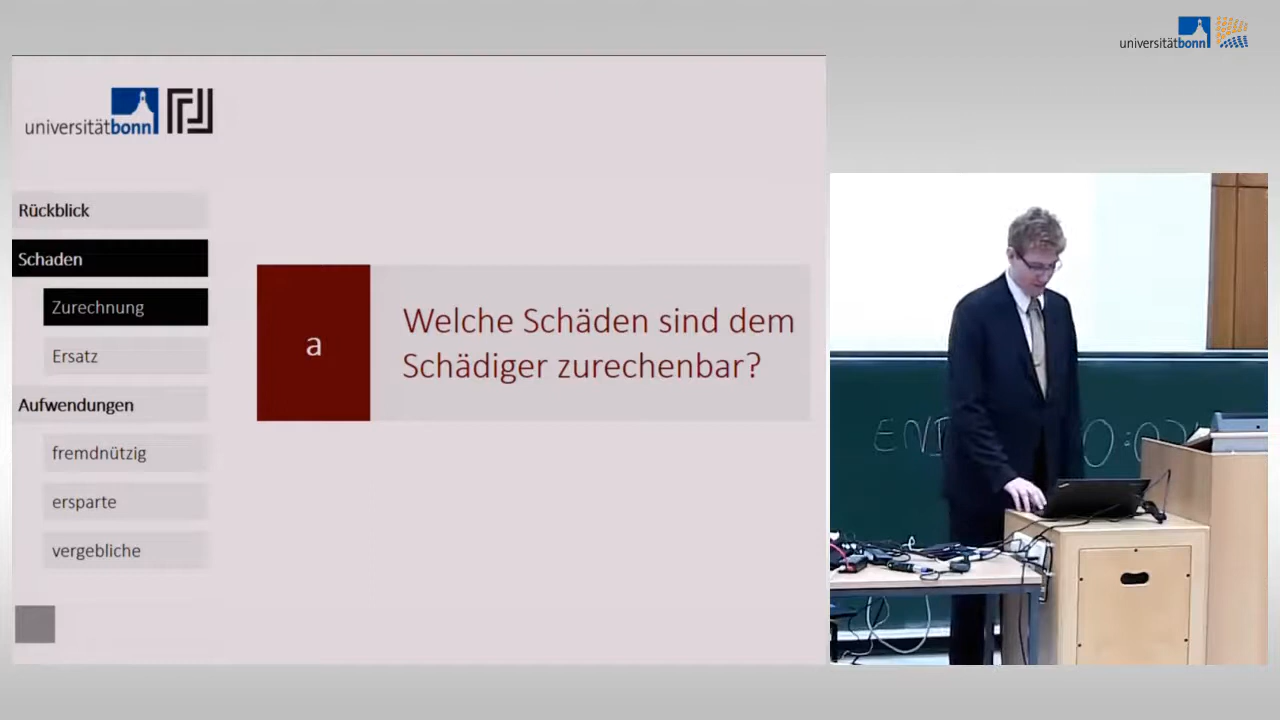 universitätbonn
universitätbonn
Rückblick
Schaden
Zurechnung
Ersatz
Aufwendungen
fremdnützig
ersparte
vergebliche
a
Welche Schäden sind dem
Schädiger zurechenbar?